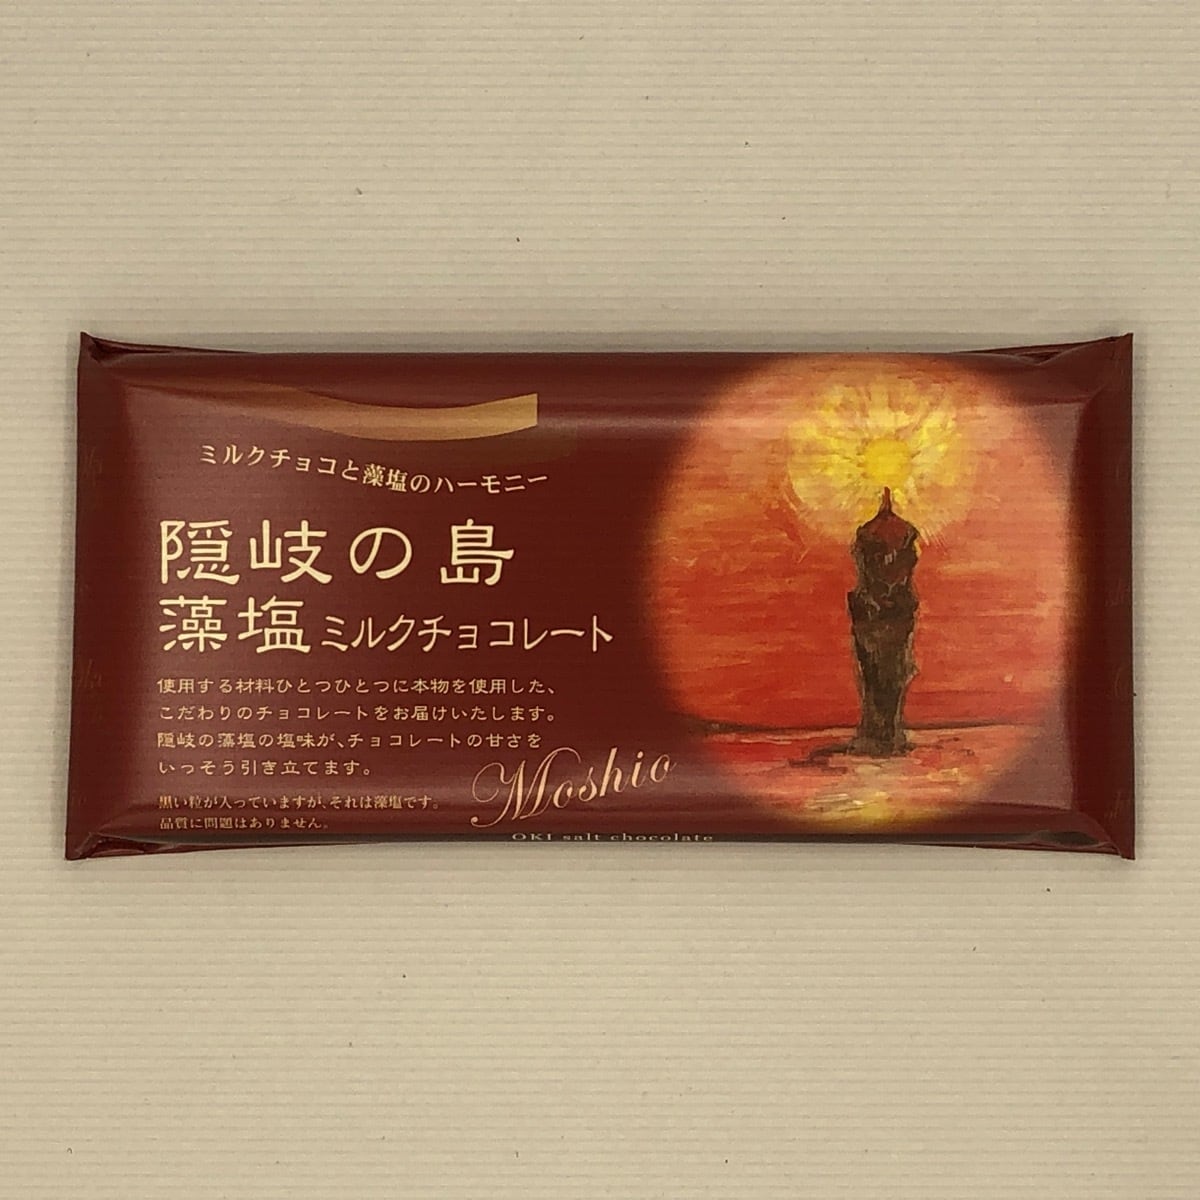 ミルクチョコと藻塩のハーモニー
隠岐の島
藻塩ミルクチョコレート
使用する材料ひとつひとつに本物を使用した、
こだわりのチョコレートをお届けいたします。
隠岐の藻塩の塩味が、チョコレートの甘さを
いっそう引き立てます。
黒い粒が入っていますが、それは藻塩です。
品質に問題はありません。
Moshio
OKI salt chocolate